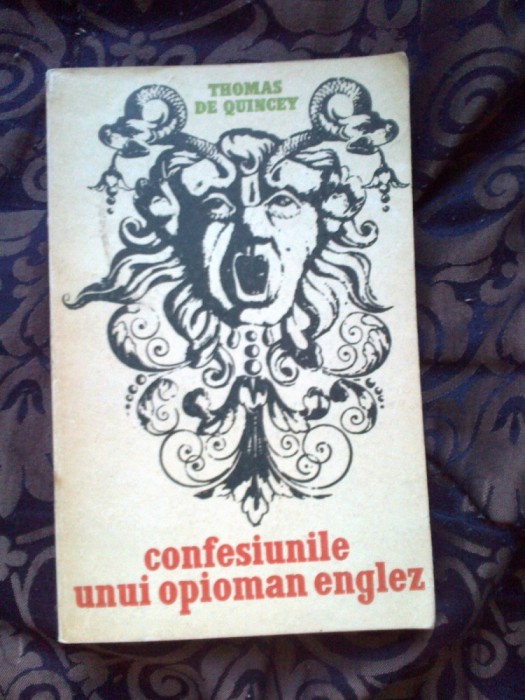 THOMAS
DE QUINCEY
confesiunile
unui opioman englez